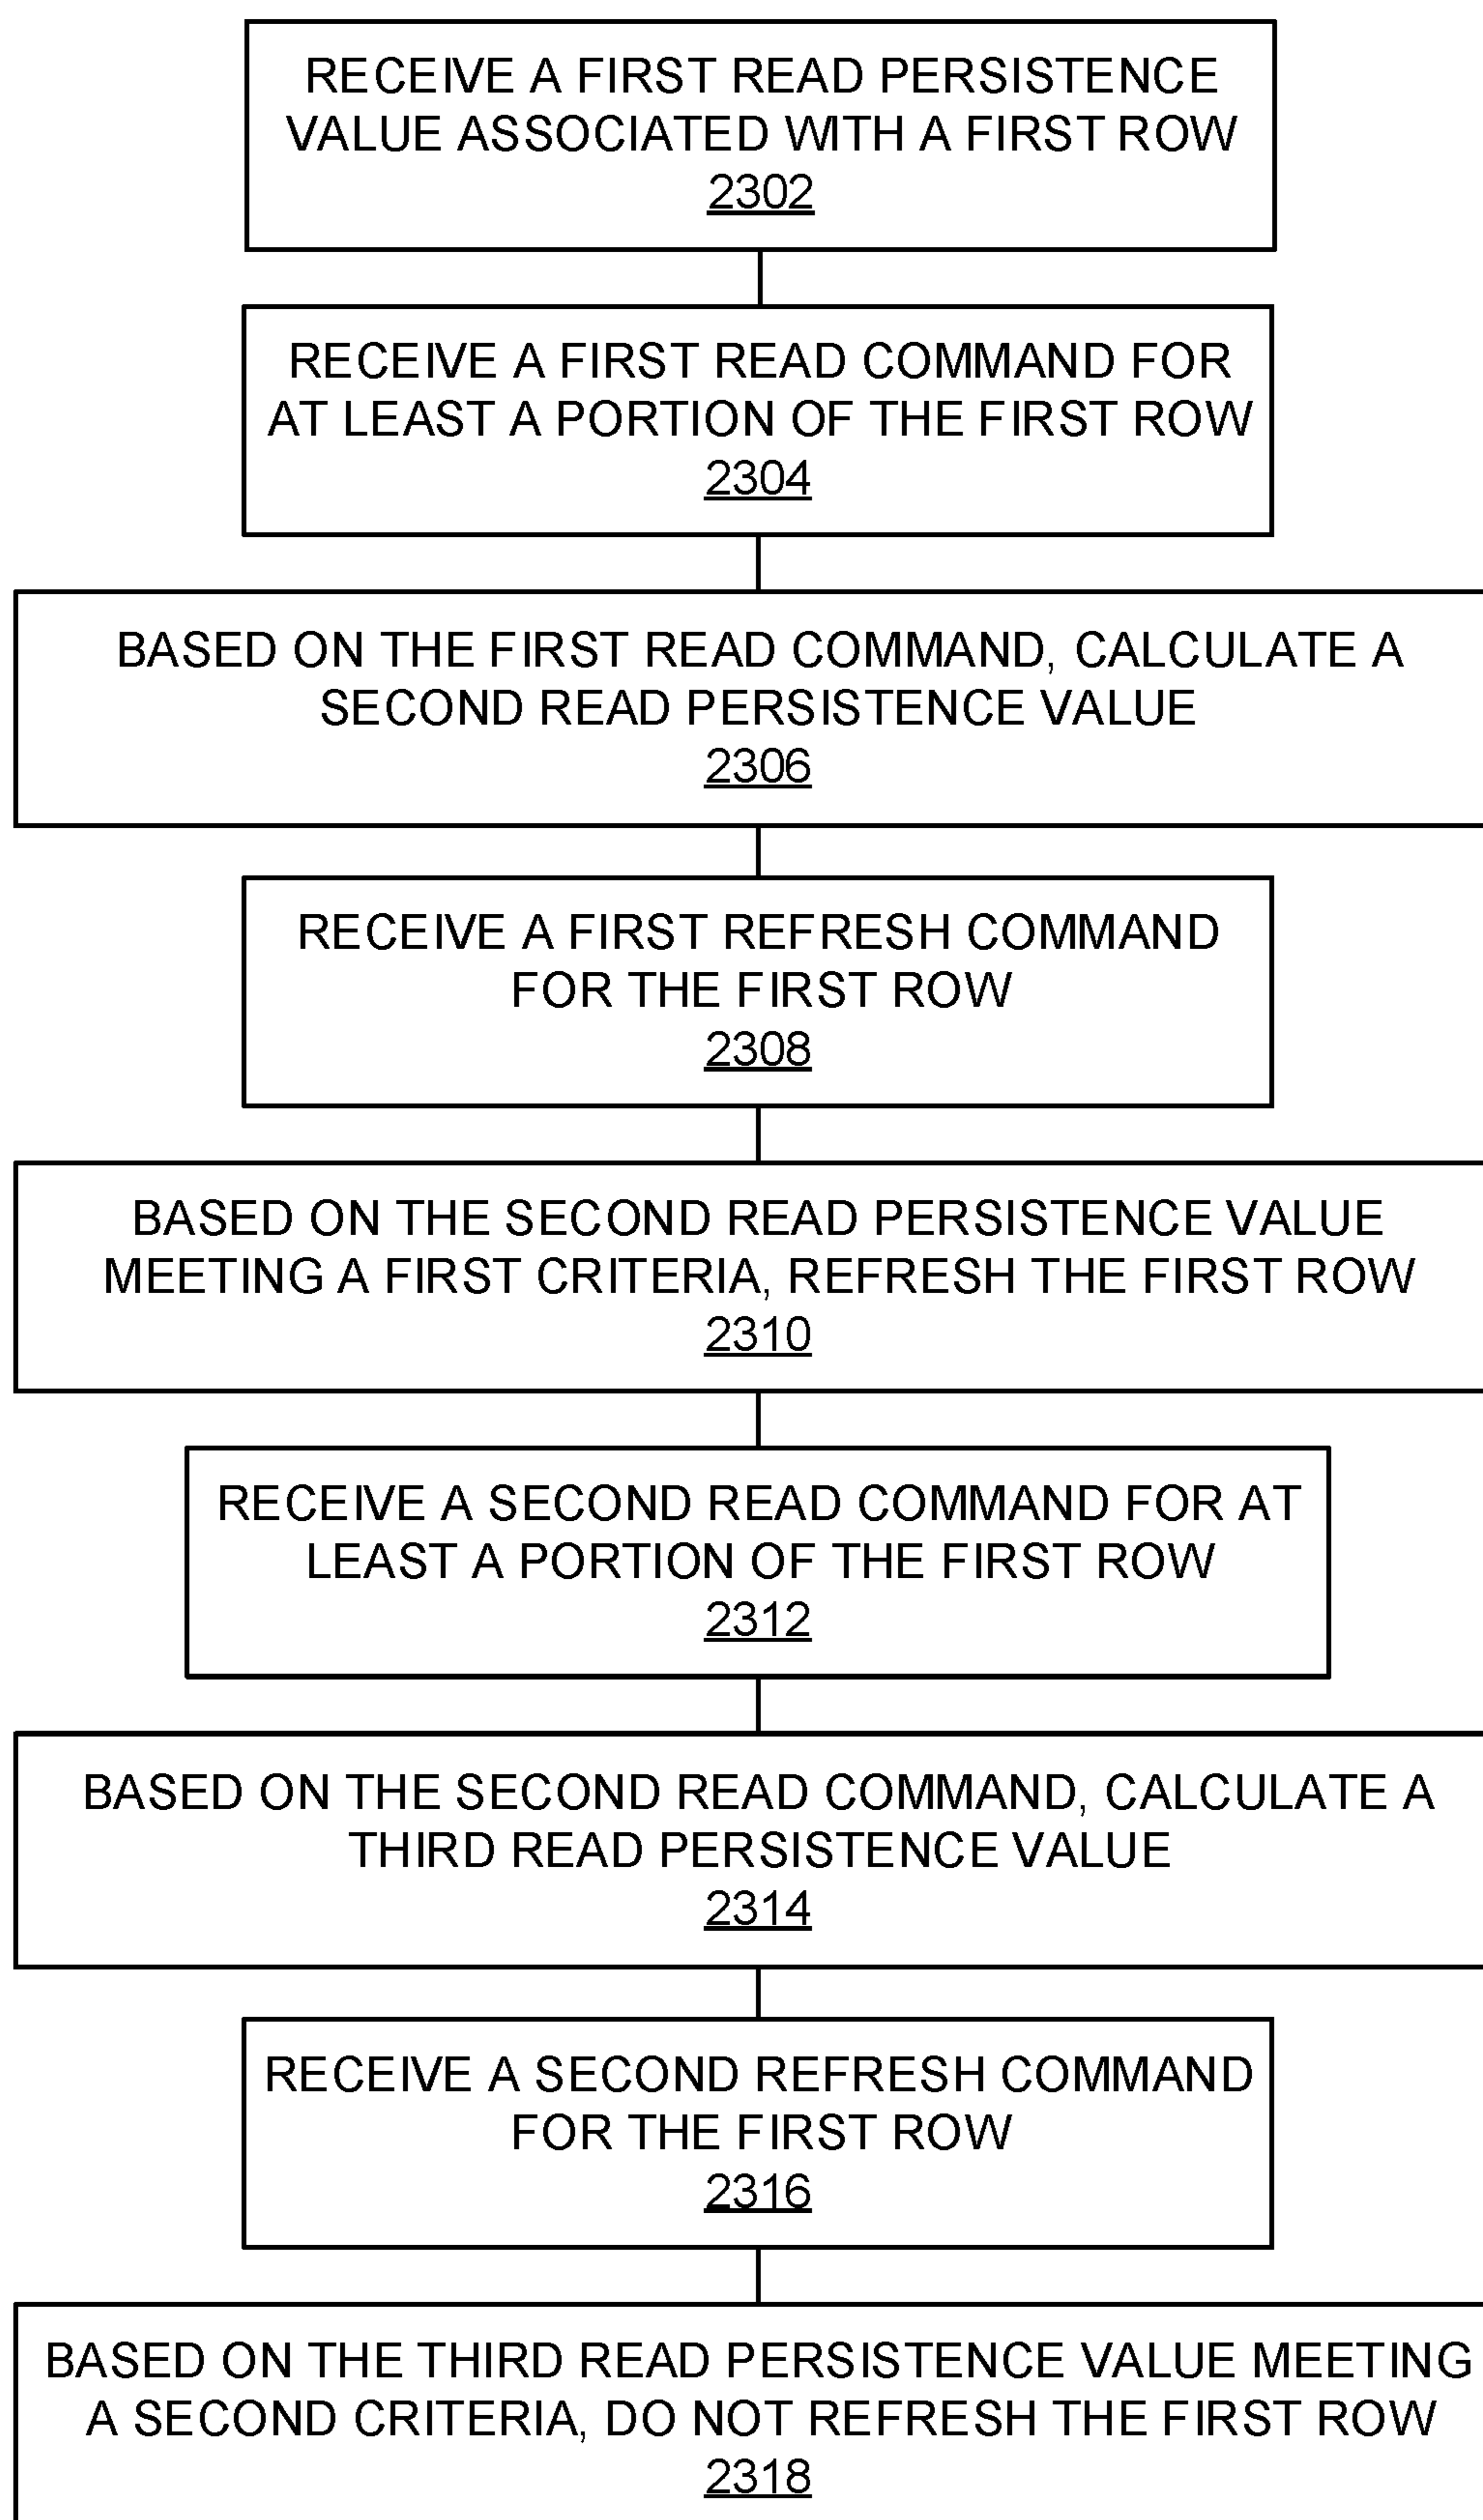 RECEIVE A FIRST READ PERSISTENCE
VALUE ASSOCIATED WITH A FIRST ROW
2302
RECEIVE A FIRST READ COMMAND FOR
AT LEAST A PORTION OF THE FIRST ROW
2304
BASED ON THE FIRST READ COMMAND, CALCULATE A
SECOND READ PERSISTENCE VALUE
2306
RECEIVE A FIRST REFRESH COMMAND
FOR THE FIRST ROW
2308
BASED ON THE SECOND READ PERSISTENCE VALUE
MEETING A FIRST CRITERIA, REFRESH THE FIRST ROW
2310
RECEIVE A SECOND READ COMMAND FOR AT
LEAST A PORTION OF THE FIRST ROW
2312
BASED ON THE SECOND READ COMMAND, CALCULATE A
THIRD READ PERSISTENCE VALUE
2314
RECEIVE A SECOND REFRESH COMMAND
FOR THE FIRST ROW
2316
BASED ON THE THIRD READ PERSISTENCE VALUE MEETING
A SECOND CRITERIA, DO NOT REFRESH THE FIRST ROW
2318